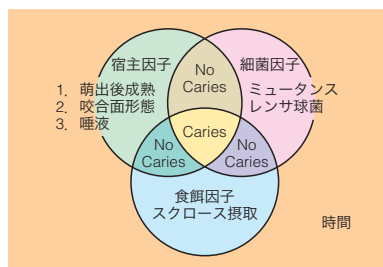 宿主因子
1. 萌出後成熟
2. 咬合面形態
3. 唾液
No
Caries
細菌因子
ミュータンス
レンサ球菌
Caries
No
Caries
No
Caries
食餌因子
スクロース摂取
時間